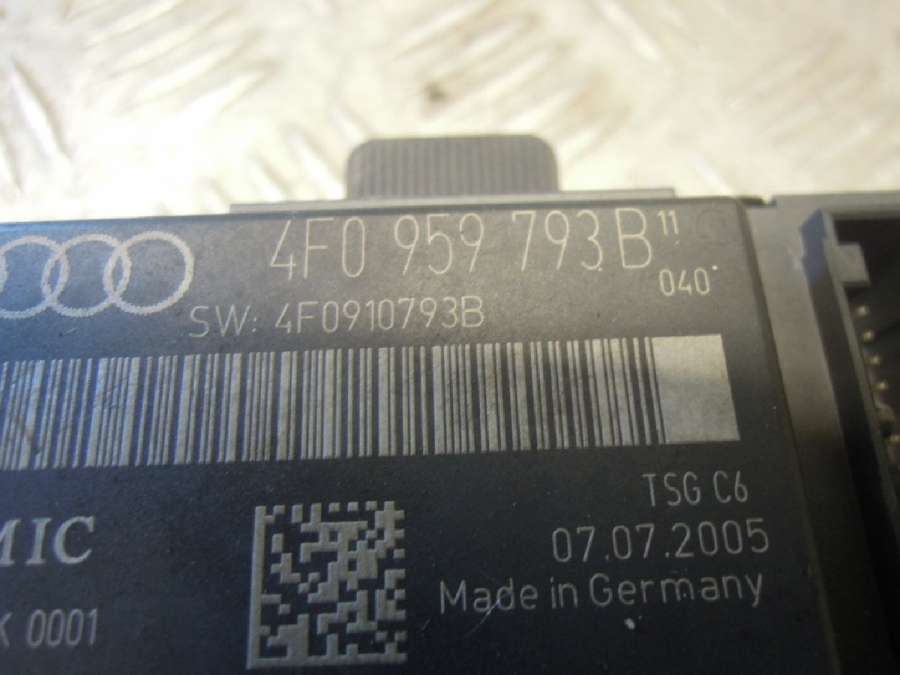 4F0 959 793 B 11
040
SW: 4F0910793B
TSG C6
MIC
07.07.2005
Made in Germany
K 0001